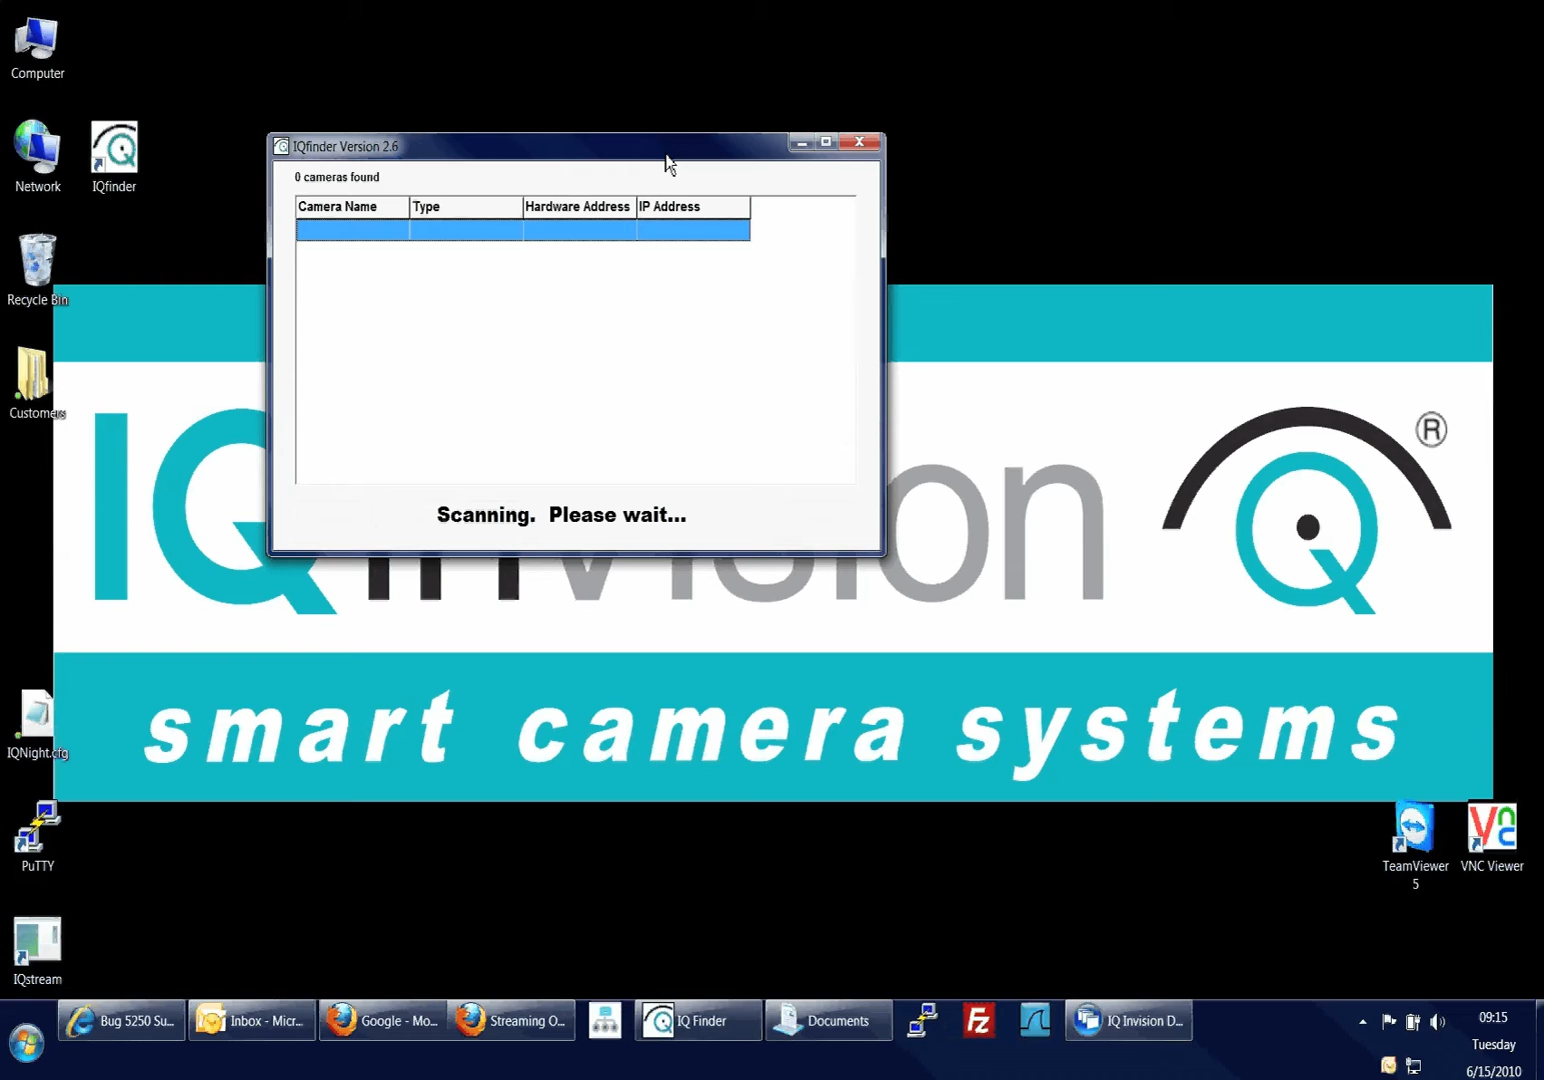 Computer
Network
IQfinder
Recycle Bin
Customers
IQfinder Version 2.6
0 cameras found
Camera Name Type Hardware Address IP Address
Scanning. Please wait...
IQinvision ®
smart camera systems
IQNight.cfg
PuTTY
IQstream
TeamViewer
5
VNC Viewer
Bug 5250 Su...
Inbox - Micr...
Google - Mo...
Streaming O...
IQ Finder
Documents
Fz
IQ Invision D...
09:15
Tuesday
6/15/2010